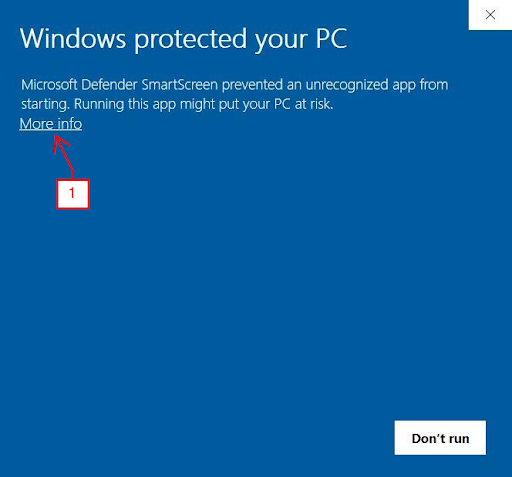 Windows protected your PC
Microsoft Defender SmartScreen prevented an unrecognized app from
starting. Running this app might put your PC at risk.
More info
1
Don't run